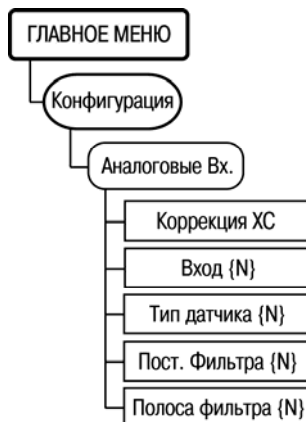 ГЛАВНОЕ МЕНЮ
Конфигурация
Аналоговые Вх.
Коррекция ХС
Вход {N}
Тип датчика {N}
Пост. Фильтра {N}
Полоса фильтра {N}